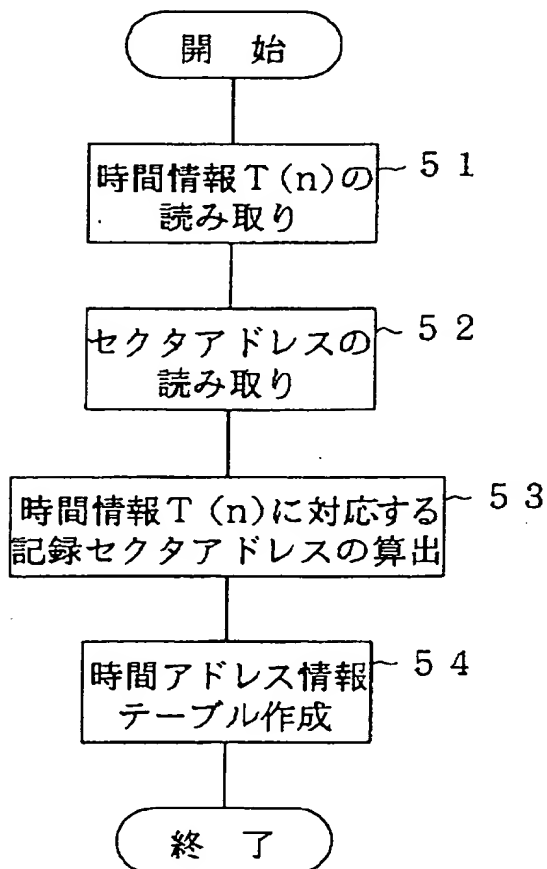 開 始
時間情報T(n)の
読み取り
~ 51
セクタアドレスの
読み取り
~ 52
時間情報T(n)に対応する
記録セクタアドレスの算出
~ 53
時間アドレス情報
テーブル作成
~ 54
終 了